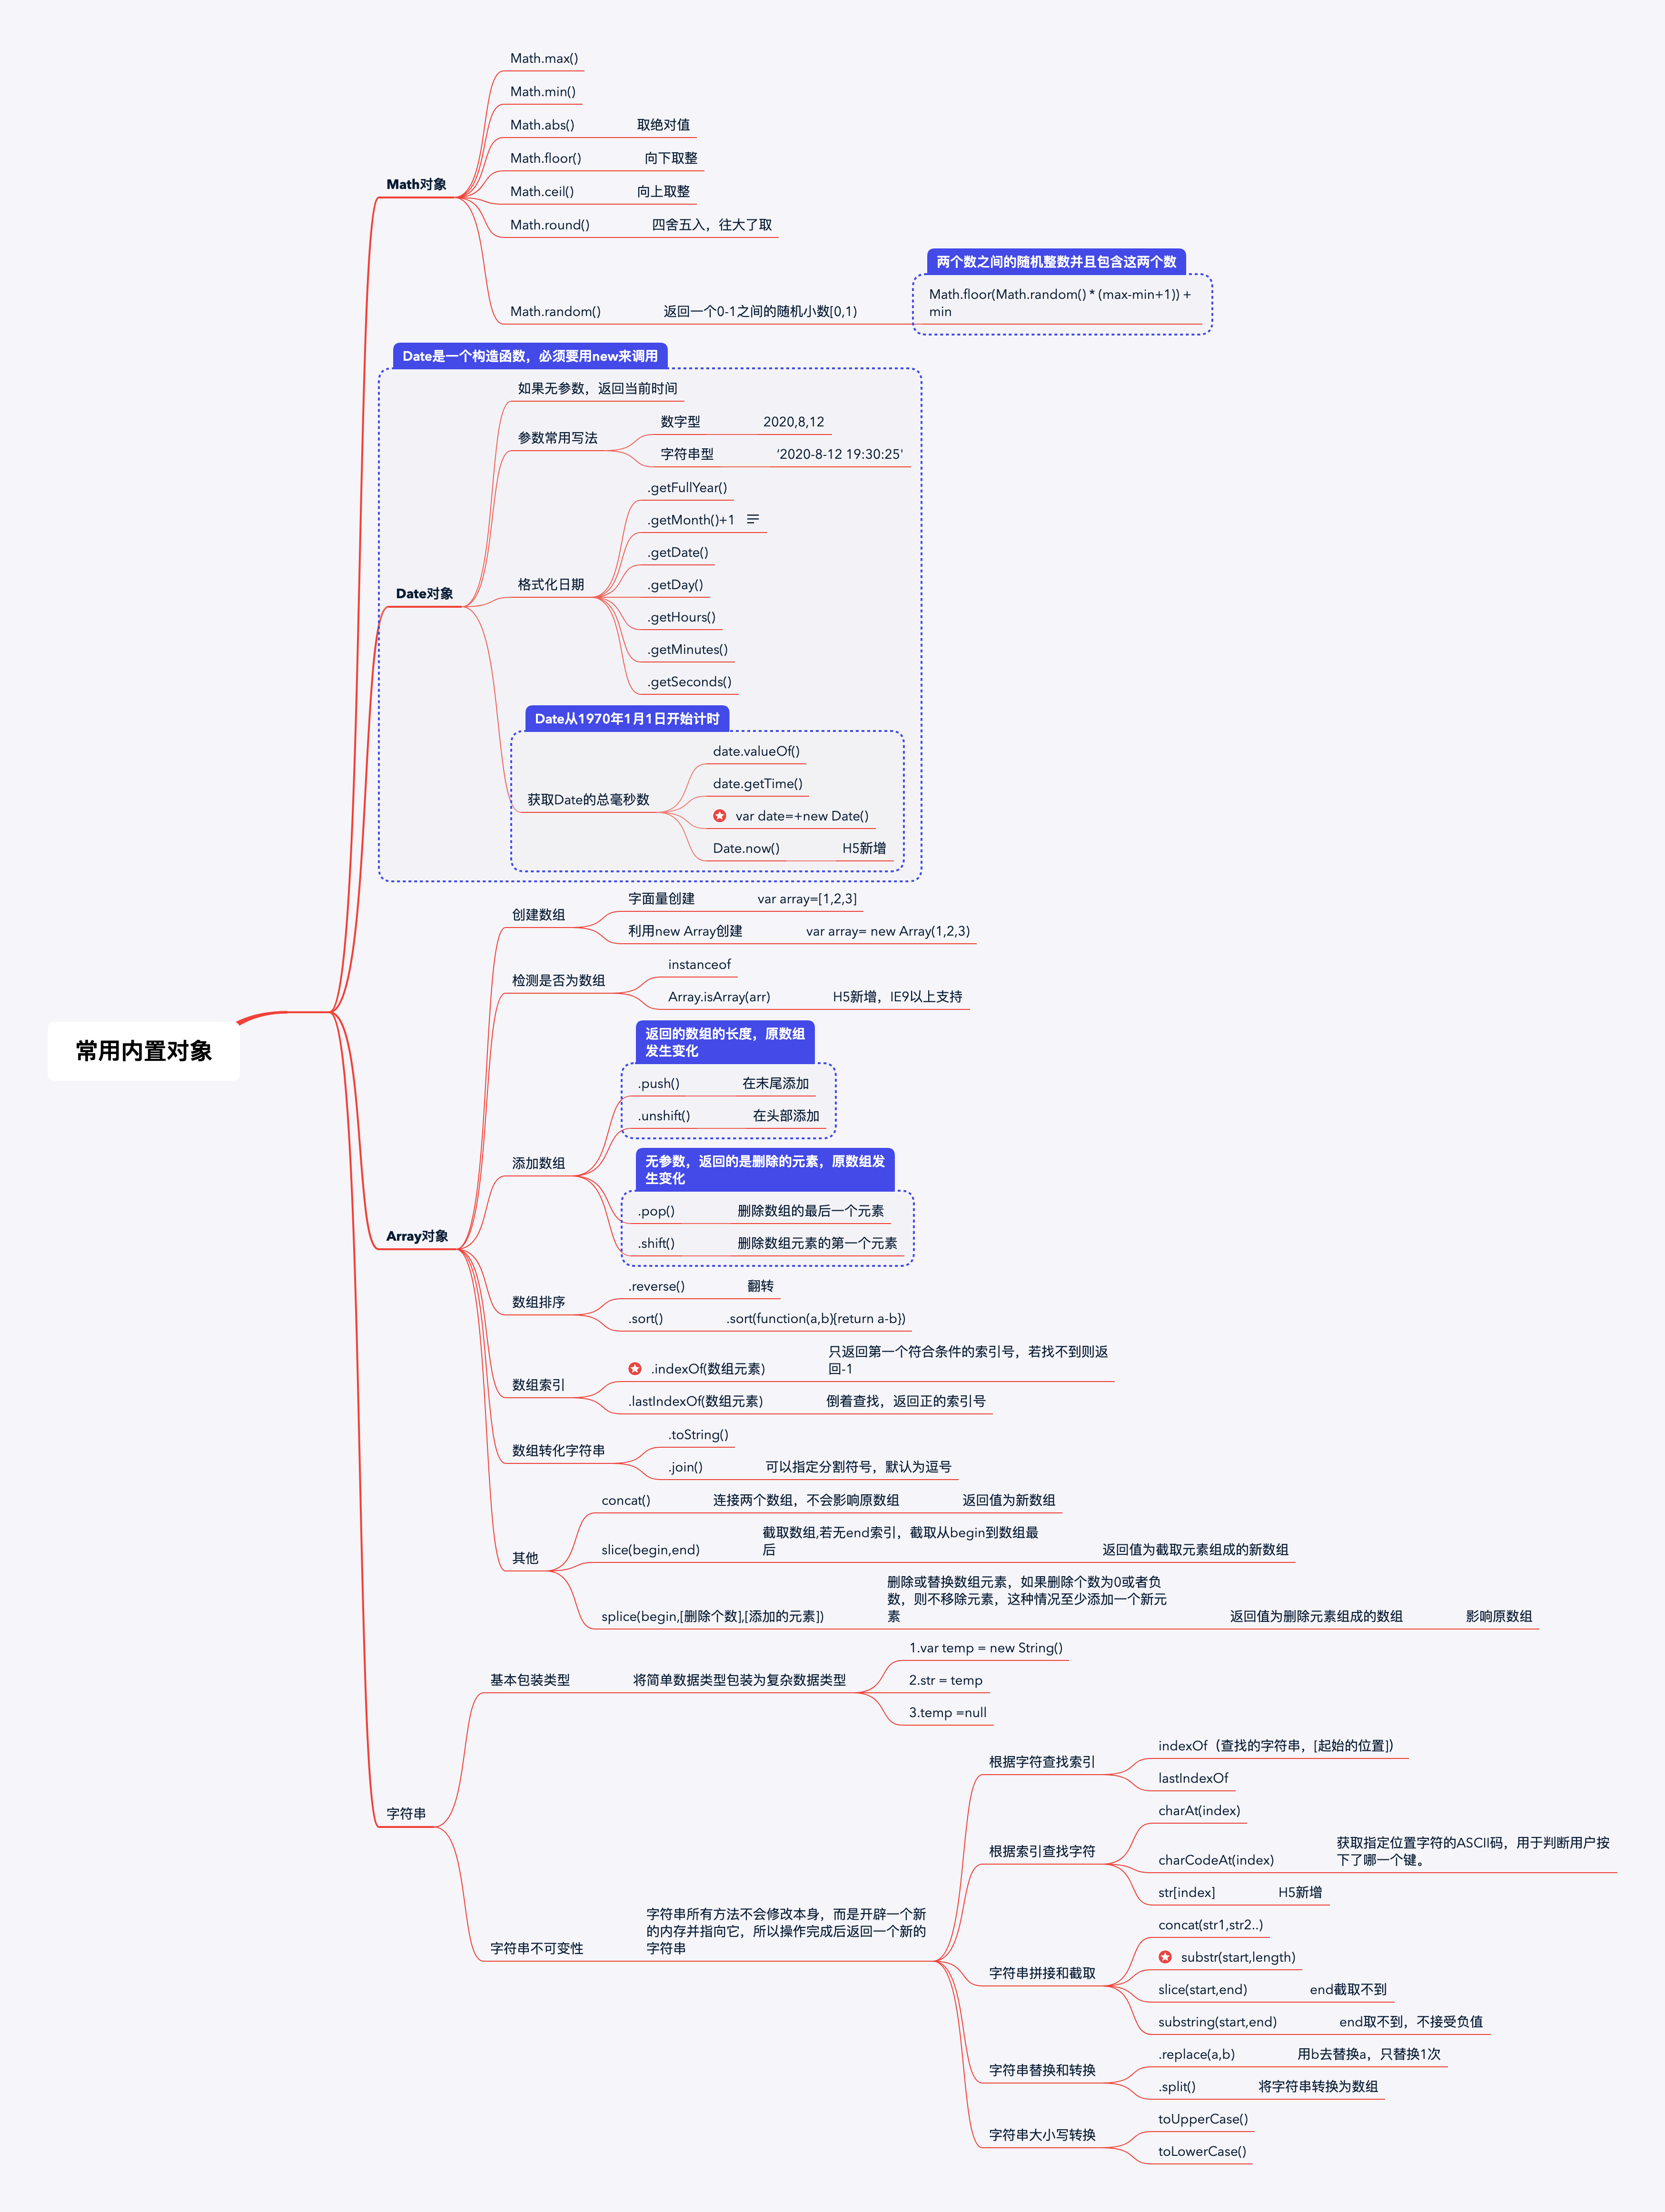 常用内置对象
Math对象
Math.max()
Math.min()
Math.abs()
取绝对值
Math.floor()
向下取整
Math.ceil()
向上取整
Math.round()
四舍五入，往大了取
Math.random()
返回一个0-1之间的随机小数[0,1)
两个数之间的随机整数并且包含这两个数
Math.floor(Math.random() * (max-min+1)) +
min
Date是一个构造函数，必须要用new来调用
Date对象
如果无参数，返回当前时间
参数常用写法
数字型
2020,8,12
字符串型
‘2020-8-12 19:30:25'
格式化日期
.getFullYear()
.getMonth()+1
.getDate()
.getDay()
.getHours()
.getMinutes()
.getSeconds()
Date从1970年1月1日开始计时
获取Date的总毫秒数
date.valueOf()
date.getTime()
var date=+new Date()
Date.now()
H5新增
Array对象
创建数组
字面量创建
var array=[1,2,3]
利用new Array创建
var array= new Array(1,2,3)
检测是否为数组
instanceof
Array.isArray(arr)
H5新增，IE9以上支持
添加数组
返回的数组的长度，原数组
发生变化
.push()
在末尾添加
.unshift()
在头部添加
无参数，返回的是删除的元素，原数组发
生变化
.pop()
删除数组的最后一个元素
.shift()
删除数组元素的第一个元素
数组排序
.reverse()
翻转
.sort()
.sort(function(a,b){return a-b})
数组索引
.indexOf(数组元素)
只返回第一个符合条件的索引号，若找不到则返
回-1
.lastIndexOf(数组元素)
倒着查找，返回正的索引号
数组转化字符串
.toString()
.join()
可以指定分割符号，默认为逗号
其他
concat()
连接两个数组，不会影响原数组
返回值为新数组
slice(begin,end)
截取数组,若无end索引，截取从begin到数组最
后
返回值为截取元素组成的新数组
splice(begin,[删除个数],[添加的元素])
删除或替换数组元素，如果删除个数为0或者负
数，则不移除元素，这种情况至少添加一个新元
素
返回值为删除元素组成的数组
影响原数组
字符串
基本包装类型
将简单数据类型包装为复杂数据类型
1.var temp = new String()
2.str = temp
3.temp =null
字符串不可变性
字符串所有方法不会修改本身，而是开辟一个新
的内存并指向它，所以操作完成后返回一个新的
字符串
根据字符查找索引
indexOf（查找的字符串，[起始的位置]）
lastIndexOf
根据索引查找字符
charAt(index)
charCodeAt(index)
获取指定位置字符的ASCII码，用于判断用户按
下了哪一个键。
str[index]
H5新增
字符串拼接和截取
concat(str1,str2..)
substr(start,length)
slice(start,end)
end截取不到
substring(start,end)
end取不到，不接受负值
字符串替换和转换
.replace(a,b)
用b去替换a，只替换1次
.split()
将字符串转换为数组
字符串大小写转换
toUpperCase()
toLowerCase()